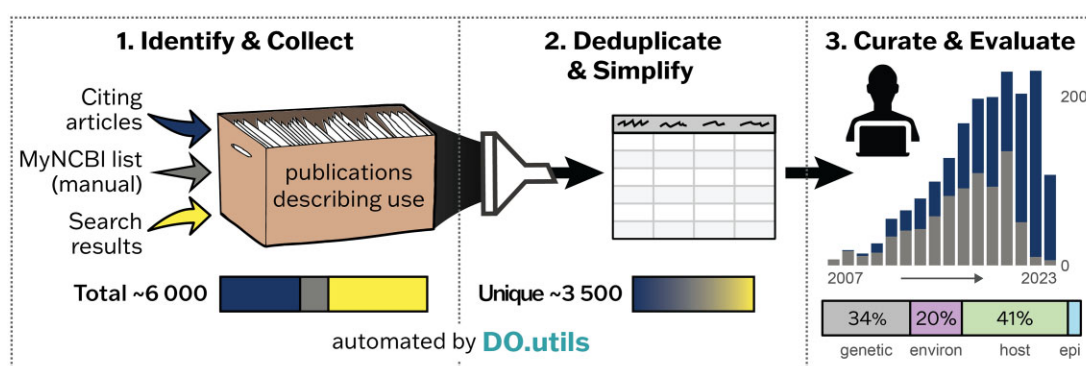 1. Identify & Collect
Citing
articles
MyNCBI list
(manual)
Search
results
publications
describing use
Total ~6 000
2. Deduplicate
& Simplify
Unique ~3 500
automated by DO.utils
3. Curate & Evaluate
200
0
2007
2023
34%
20%
41%
genetic
environ
host
epi